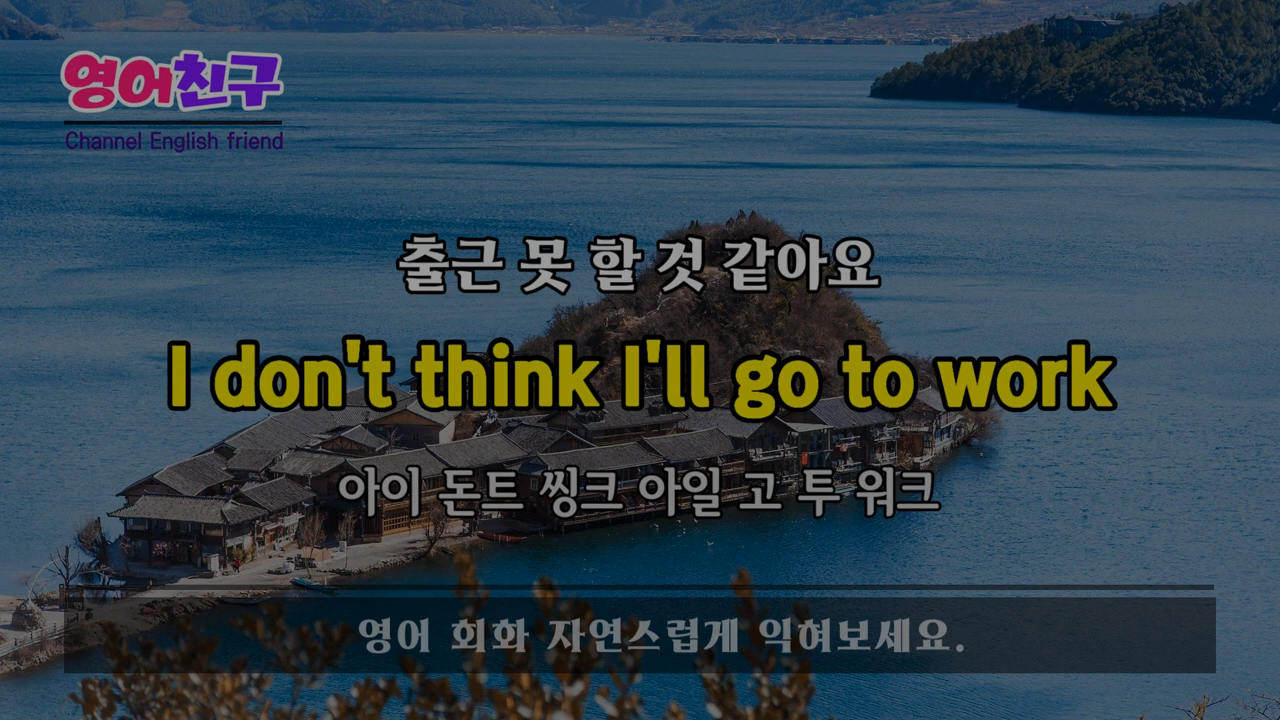 영어친구
Channel English friend
출근 못 할 것 같아요
I don't think I'll go to work
아이 돈트 씽크 아일 고 투 워크
영어 회화 자연스럽게 익혀보세요.